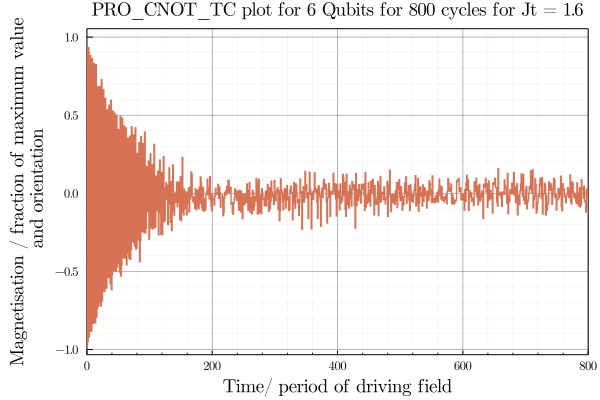 PRO_CNOT_TC plot for 6 Qubits for 800 cycles for Jt = 1.6
Magnetisation / fraction of maximum value
and orientation
1.0
0.5
0.0
−0.5
−1.0
0
200
400
600
800
Time/ period of driving field